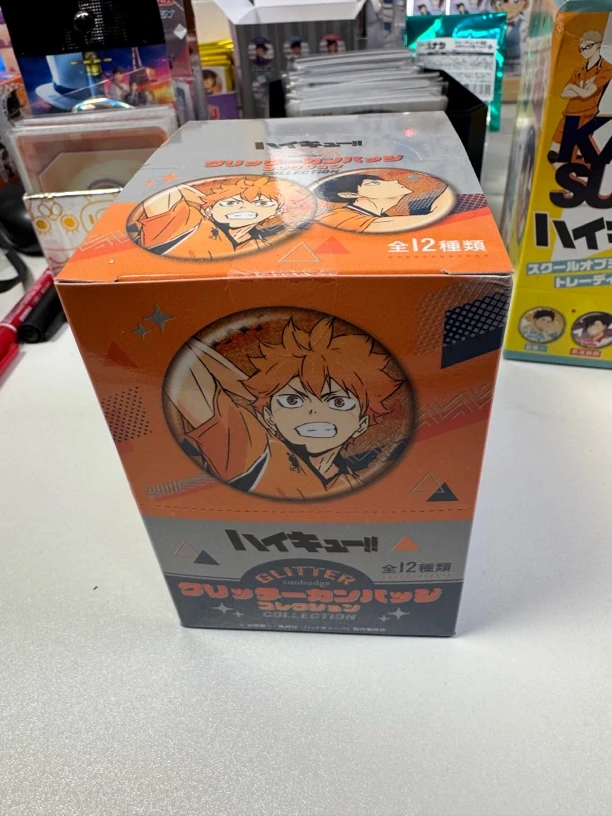 ハイキュー!!
グリッターカンバッジ
コレクション
COLLECTION
全12種類
ハイキュー!!
全12種類
GLITTER
canbadge
グリッターカンバッジ
コレクション
COLLECTION
KA
SU
ハイキ